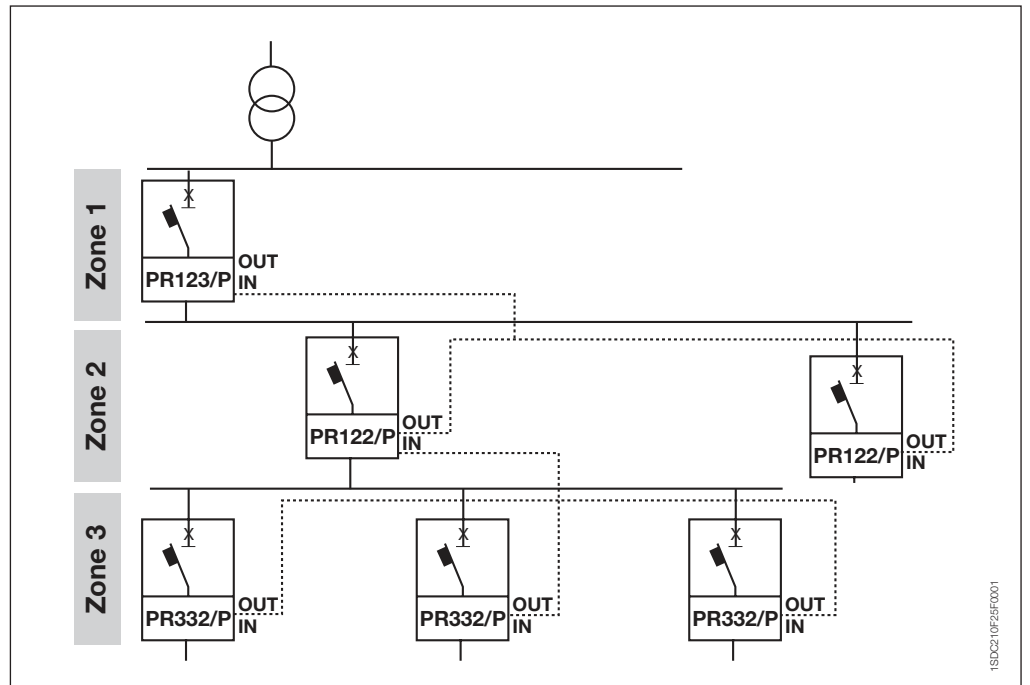 Zone 1
PR123/P
OUT
IN
Zone 2
PR122/P
OUT
IN
PR122/P
OUT
IN
Zone 3
PR332/P
OUT
IN
PR332/P
OUT
IN
PR332/P
OUT
IN
1SDC210F25F0001